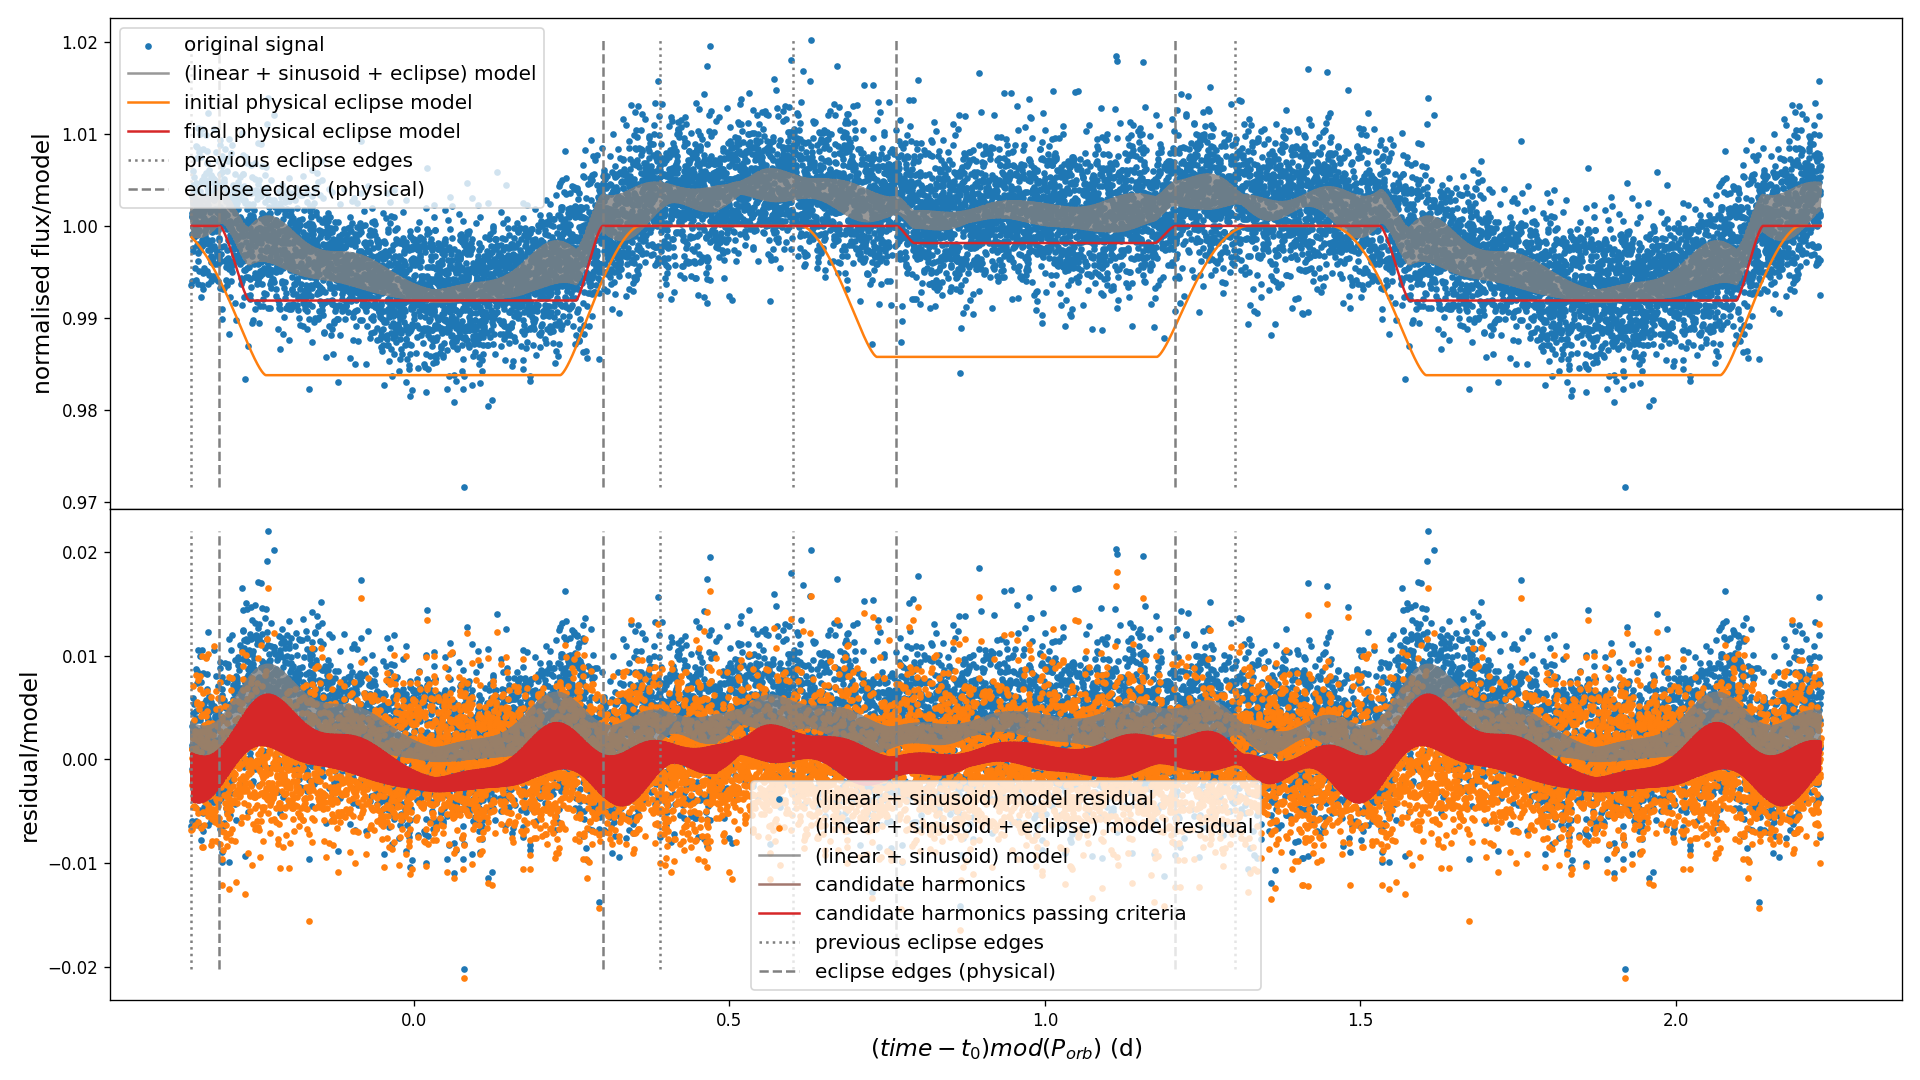 1.02
1.01
1.00
0.99
0.98
0.97
normalised flux/model
original signal
(linear + sinusoid + eclipse) model
initial physical eclipse model
final physical eclipse model
previous eclipse edges
eclipse edges (physical)
0.02
0.01
0.00
−0.01
−0.02
residual/model
(linear + sinusoid) model residual
(linear + sinusoid + eclipse) model residual
(linear + sinusoid) model
candidate harmonics
candidate harmonics passing criteria
previous eclipse edges
eclipse edges (physical)
0.0 0.5 1.0 1.5 2.0
(time − t₀)mod(P_orb) (d)